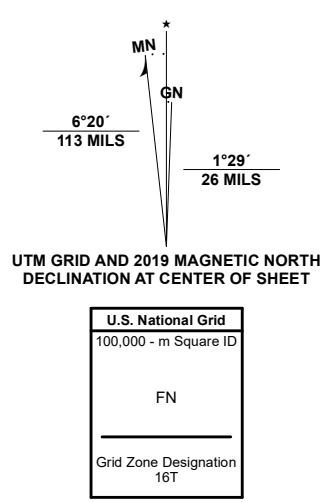 MN
GN
6°20´
113 MILS
1°29´
26 MILS
UTM GRID AND 2019 MAGNETIC NORTH
DECLINATION AT CENTER OF SHEET
U.S. National Grid
100,000 - m Square ID
FN
Grid Zone Designation
16T